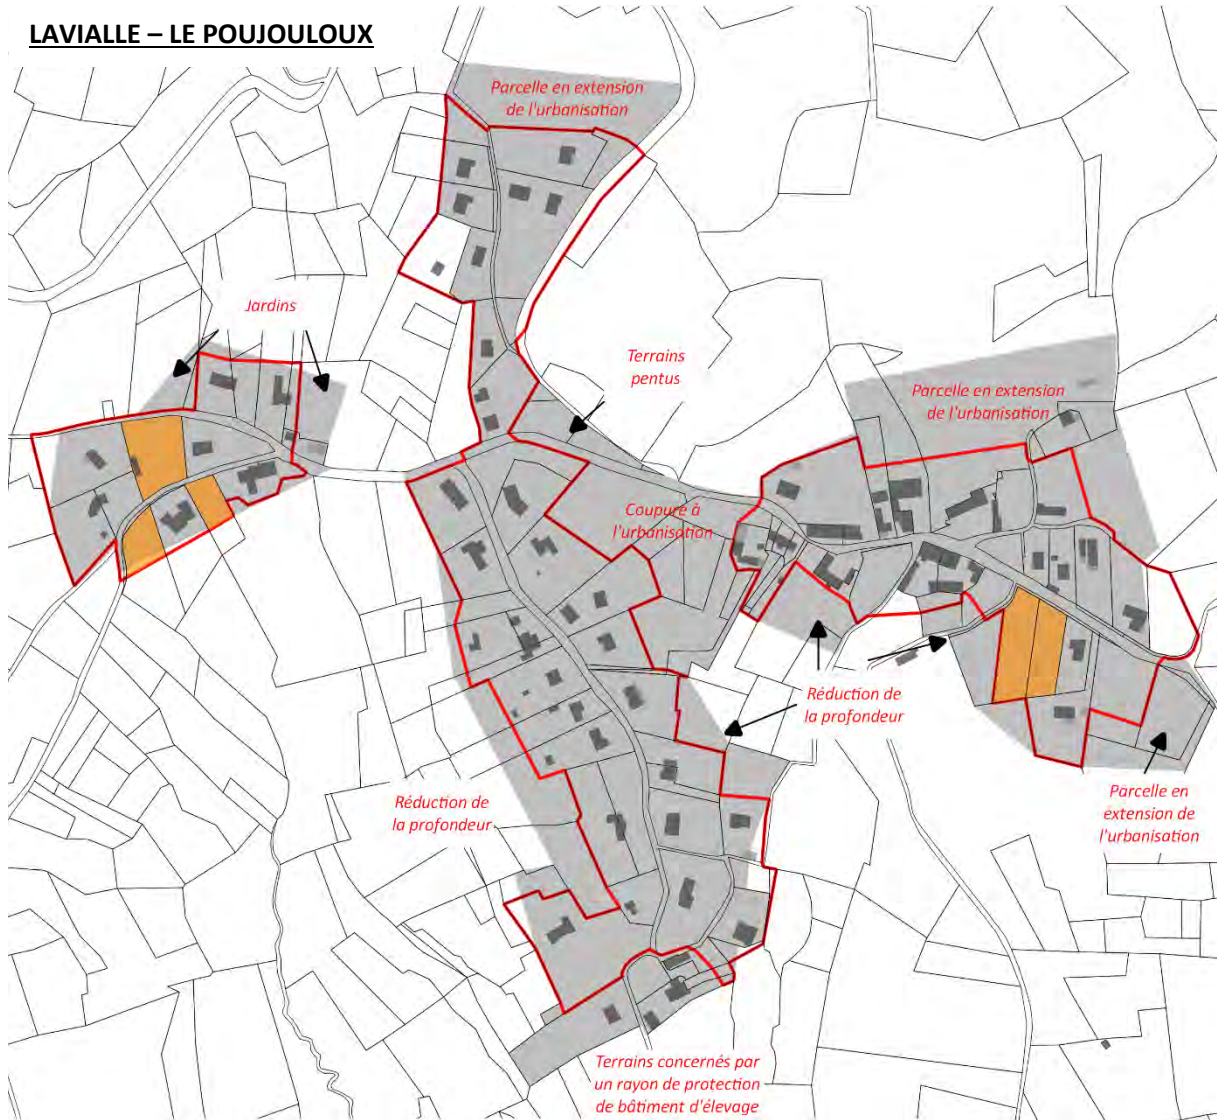 LAVIALLE – LE POUJOULOUX
Parcelle en extension
de l'urbanisation
Jardins
Terrains
pentus
Parcelle en extension
de l'urbanisation
Coupure à
l'urbanisation
Réduction de
la profondeur
Réduction de
la profondeur
Parcelle en
extension de
l'urbanisation
Terrains concernés par
un rayon de protection
de bâtiment d'élevage